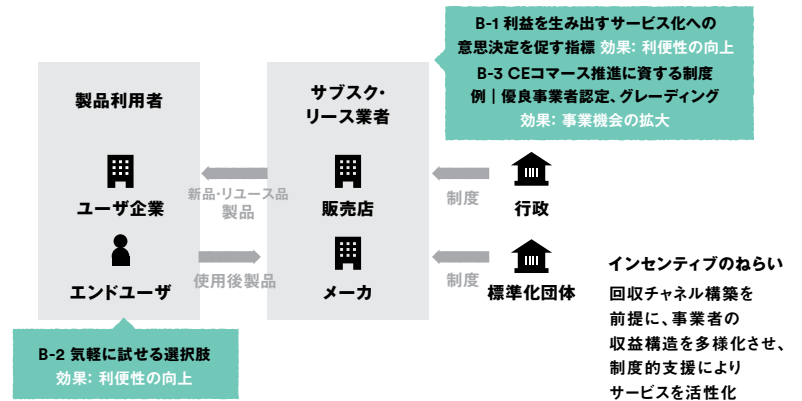 B-1 利益を生み出すサービス化への
意思決定を促す指標 効果: 利便性の向上
B-3 CEコマース推進に資する制度
例｜優良事業者認定、グレーディング
効果: 事業機会の拡大
製品利用者
サブスク・
リース業者
新品・リユース品
製品
制度
ユーザ企業
販売店
行政
使用後製品
制度
エンドユーザ
メーカ
標準化団体
B-2 気軽に試せる選択肢
効果: 利便性の向上
インセンティブのねらい
回収チャネル構築を
前提に、事業者の
収益構造を多様化させ、
制度的支援により
サービスを活性化